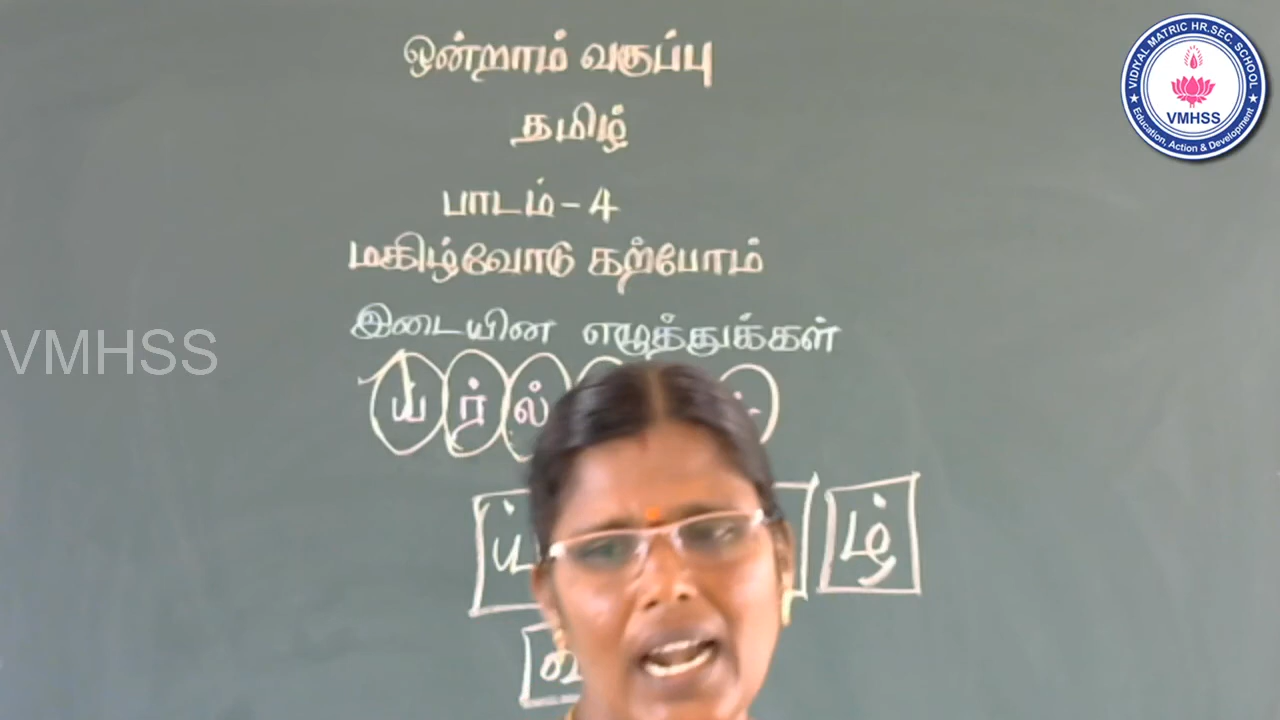 ஒன்றாம் வகுப்பு
தமிழ்
பாடம் - 4
மகிழ்வோடு கற்போம்
இடையின எழுத்துக்கள்
ய் ர் ல்
ய் ழ்
VMHSS
VIDIYAL MATRIC HR.SEC. SCHOOL
VMHSS
Education, Action & Development